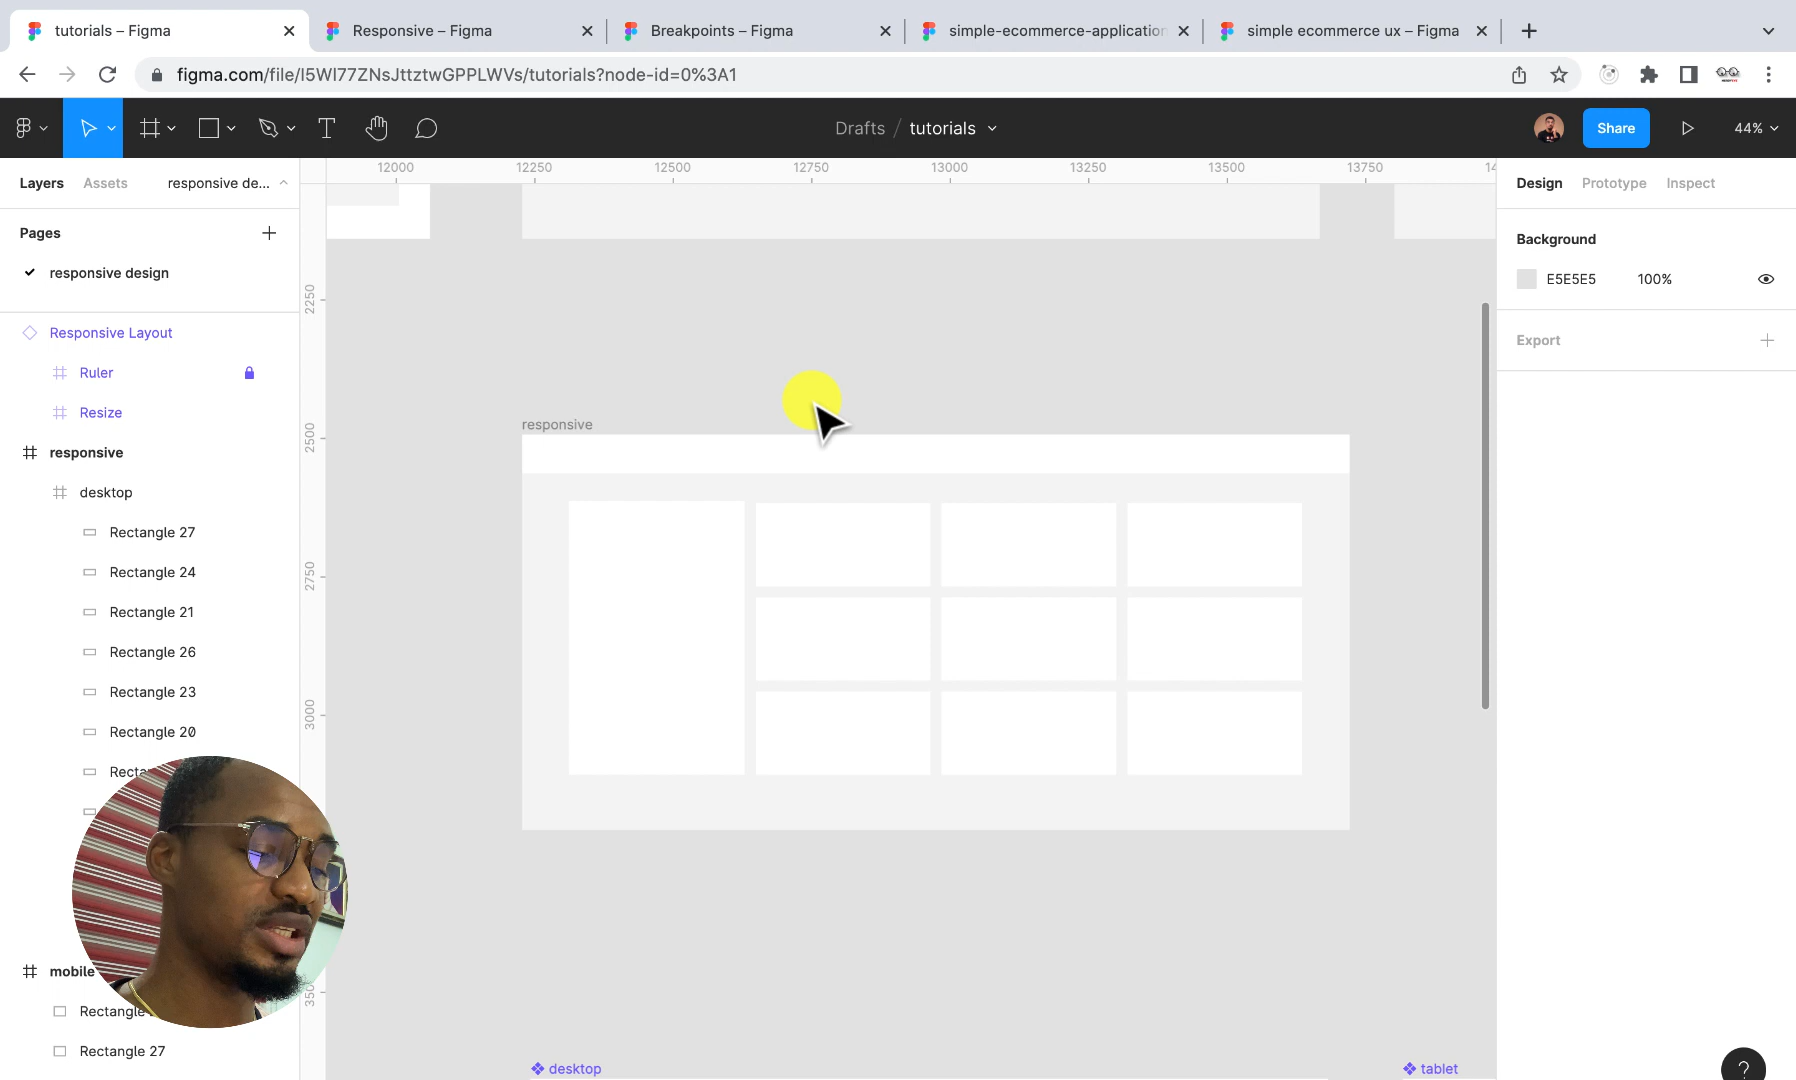 tutorials – Figma
Responsive – Figma
Breakpoints – Figma
simple-ecommerce-application
simple ecommerce ux – Figma
figma.com/file/I5WI77ZNsJttztwGPPLWVs/tutorials?node-id=0%3A1
Drafts / tutorials
Share
44%
Layers
Assets
responsive de...
12000
12250
12500
12750
13000
13250
13500
13750
14
Design
Prototype
Inspect
Pages
responsive design
Background
E5E5E5
100%
Export
Responsive Layout
Ruler
Resize
responsive
desktop
Rectangle 27
Rectangle 24
Rectangle 21
Rectangle 26
Rectangle 23
Rectangle 20
Recta
mobile
Rectangle
Rectangle 27
2250
2500
2750
3000
350
responsive
desktop
tablet
?